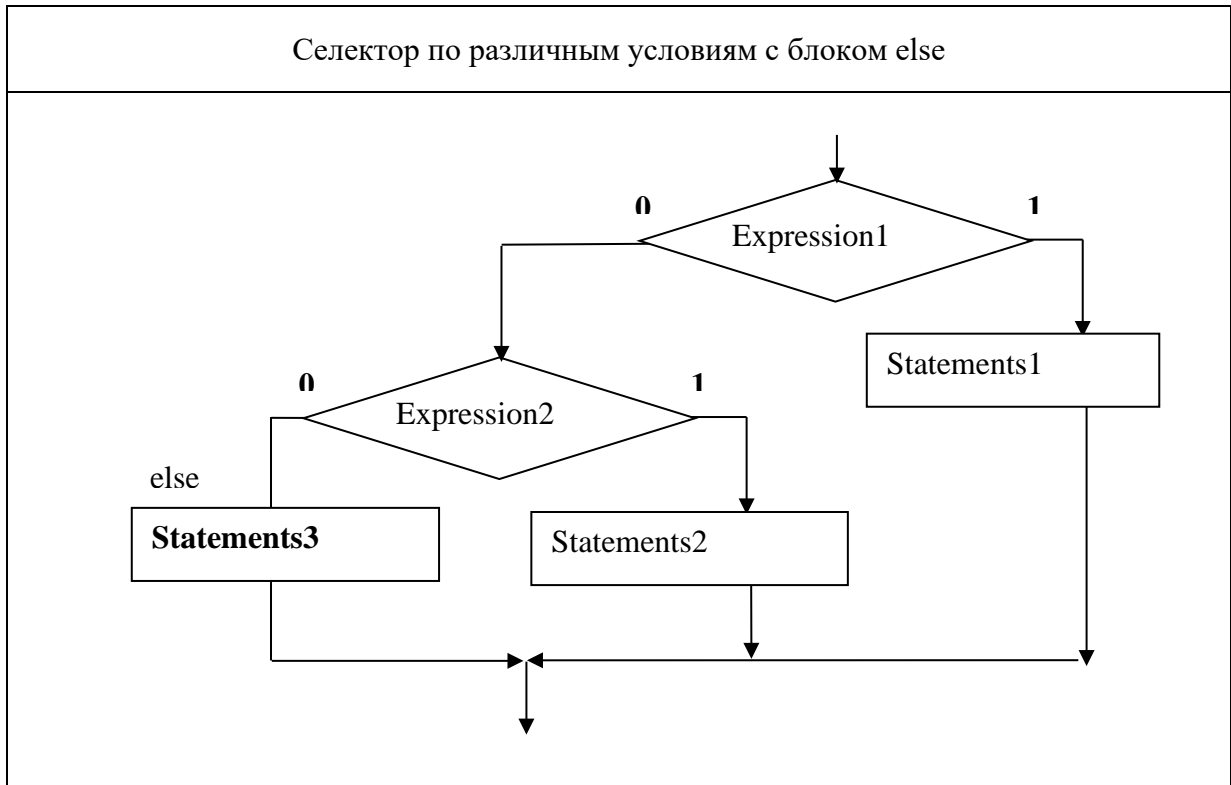 Селектор по различным условиям с блоком else
0
1
Expression1
Statements1
0
1
Expression2
else
Statements3
Statements2